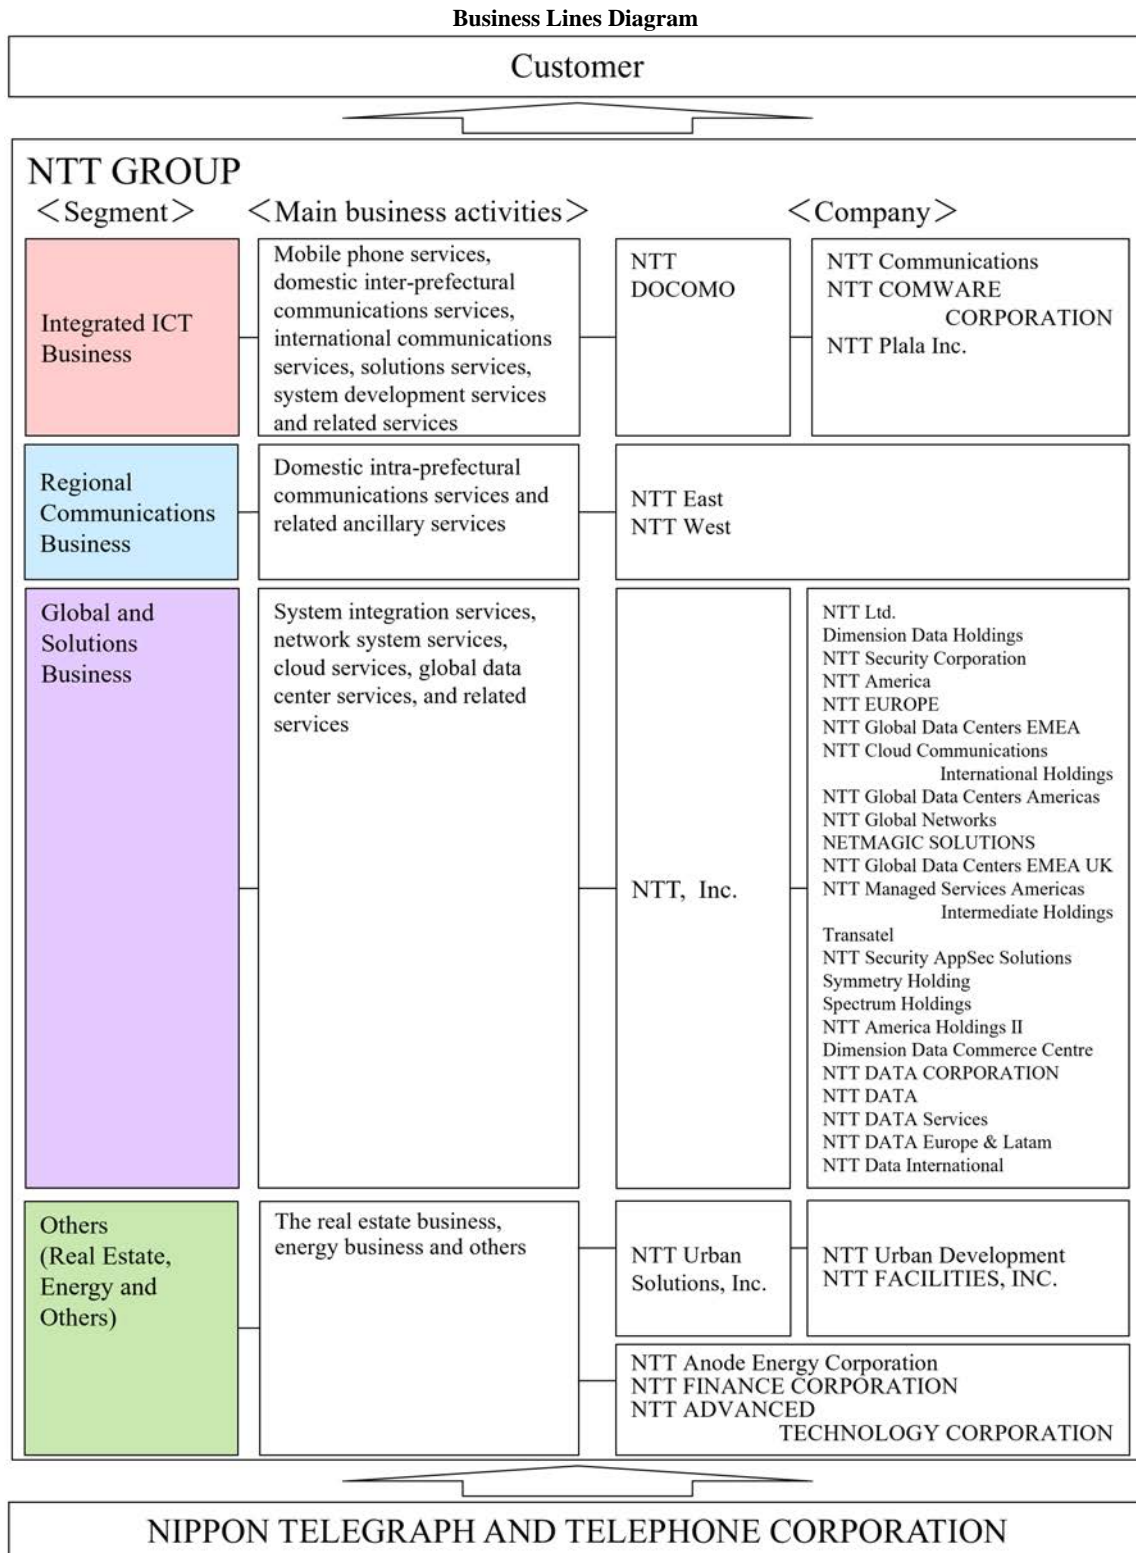 Business Lines Diagram
Customer
NTT GROUP
＜Segment＞
＜Main business activities＞
＜Company＞
Integrated ICT
Business
Mobile phone services,
domestic inter-prefectural
communications services,
international communications
services, solutions services,
system development services
and related services
NTT
DOCOMO
NTT Communications
NTT COMWARE
CORPORATION
NTT Plala Inc.
Regional
Communications
Business
Domestic intra-prefectural
communications services and
related ancillary services
NTT East
NTT West
Global and
Solutions
Business
System integration services,
network system services,
cloud services, global data
center services, and related
services
NTT, Inc.
NTT Ltd.
Dimension Data Holdings
NTT Security Corporation
NTT America
NTT EUROPE
NTT Global Data Centers EMEA
NTT Cloud Communications
International Holdings
NTT Global Data Centers Americas
NTT Global Networks
NETMAGIC SOLUTIONS
NTT Global Data Centers EMEA UK
NTT Managed Services Americas
Intermediate Holdings
Transatel
NTT Security AppSec Solutions
Symmetry Holding
Spectrum Holdings
NTT America Holdings II
Dimension Data Commerce Centre
NTT DATA CORPORATION
NTT DATA
NTT DATA Services
NTT DATA Europe & Latam
NTT Data International
Others
(Real Estate,
Energy and
Others)
The real estate business,
energy business and others
NTT Urban
Solutions, Inc.
NTT Urban Development
NTT FACILITIES, INC.
NTT Anode Energy Corporation
NTT FINANCE CORPORATION
NTT ADVANCED
TECHNOLOGY CORPORATION
NIPPON TELEGRAPH AND TELEPHONE CORPORATION